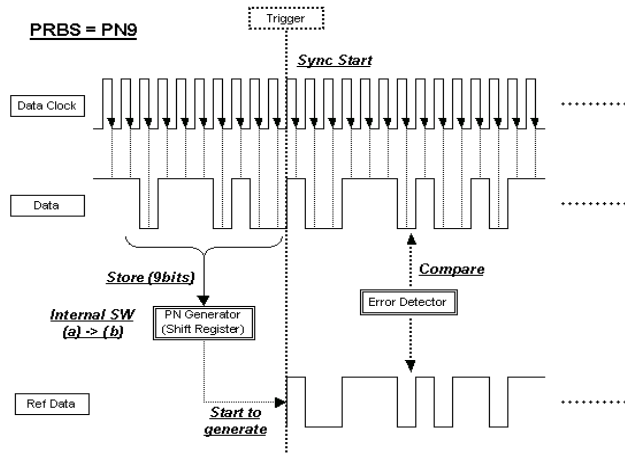 Trigger
PRBS = PN9
Sync Start
Data Clock
Data
Store (9bits)
Compare
Internal SW
(a) -> (b)
PN Generator
(Shift Register)
Error Detector
Ref Data
Start to
generate